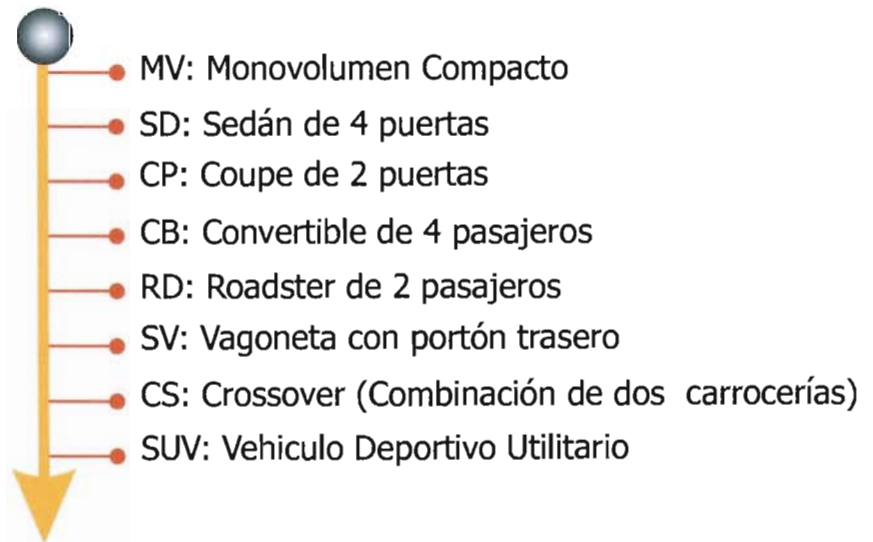 MV: Monovolumen Compacto
SD: Sedán de 4 puertas
CP: Coupe de 2 puertas
CB: Convertible de 4 pasajeros
RD: Roadster de 2 pasajeros
SV: Vagoneta con portón trasero
CS: Crossover (Combinación de dos carrocerías)
SUV: Vehiculo Deportivo Utilitario